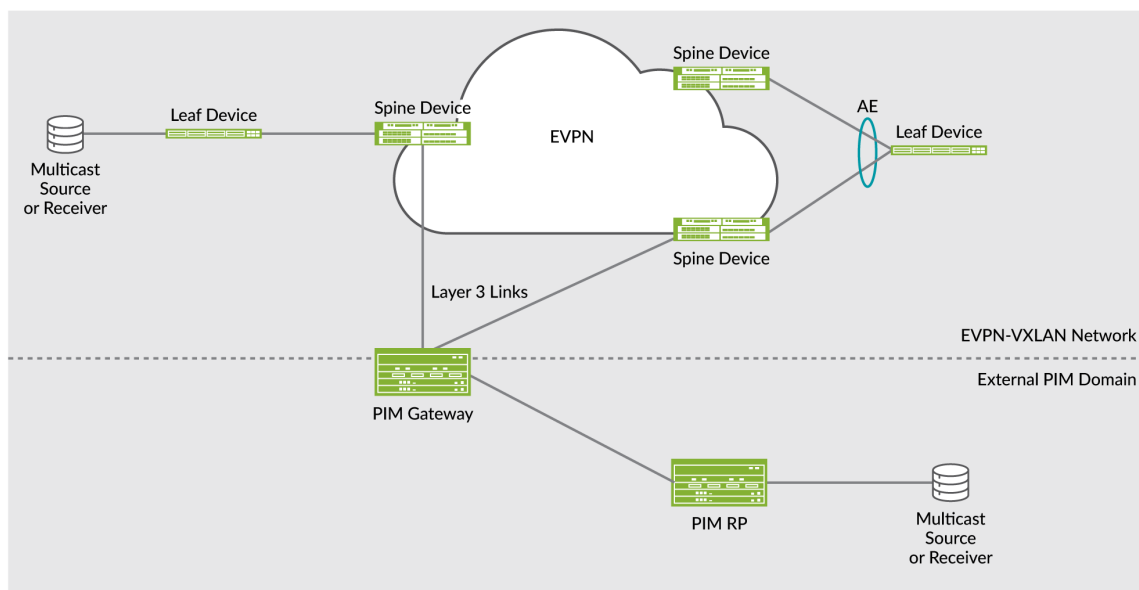 Spine Device
AE
Leaf Device
Spine Device
Leaf Device
EVPN
Multicast
Source
or Receiver
Spine Device
Layer 3 Links
EVPN-VXLAN Network
External PIM Domain
PIM Gateway
PIM RP
Multicast
Source
or Receiver